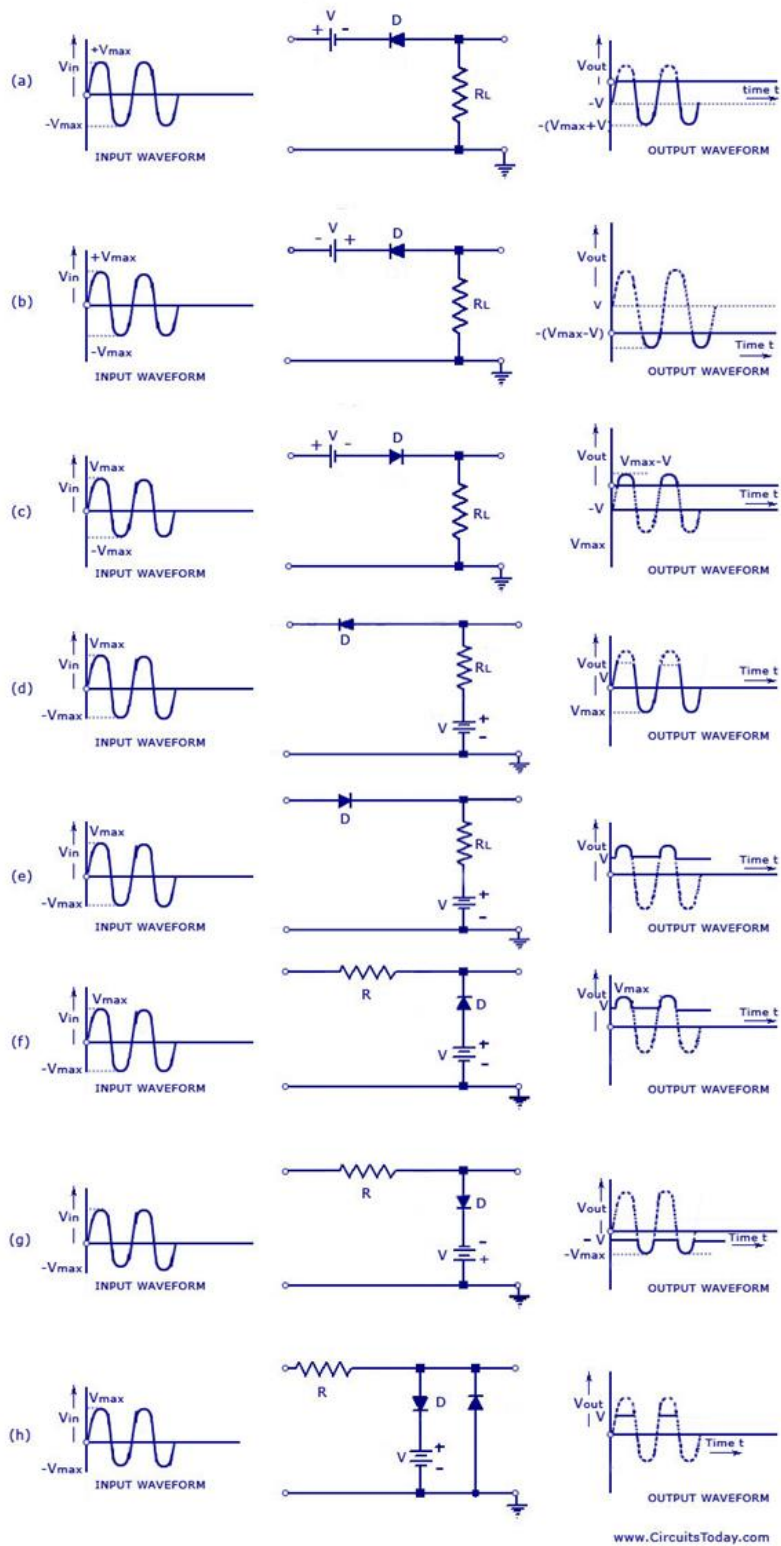 (a)
+Vmax
Vin
-Vmax
INPUT WAVEFORM
+ V -
D
RL
Vout
time t
-V
-(Vmax+V)
OUTPUT WAVEFORM
(b)
+Vmax
Vin
-Vmax
INPUT WAVEFORM
- V +
D
RL
Vout
V
-(Vmax-V)
Time t
OUTPUT WAVEFORM
(c)
Vmax
Vin
-Vmax
INPUT WAVEFORM
+ V -
D
RL
Vout
Vmax-V
Time t
-V
Vmax
OUTPUT WAVEFORM
(d)
Vmax
Vin
-Vmax
INPUT WAVEFORM
D
RL
V + -
Vout
V
Time t
Vmax
OUTPUT WAVEFORM
(e)
Vmax
Vin
-Vmax
INPUT WAVEFORM
D
RL
V + -
Vout
V
Time t
OUTPUT WAVEFORM
(f)
Vmax
Vin
-Vmax
INPUT WAVEFORM
R
D
V + -
Vmax
Vout
V
Time t
OUTPUT WAVEFORM
(g)
Vin
-Vmax
INPUT WAVEFORM
R
D
V - +
Vout
- V
Time t
-Vmax
OUTPUT WAVEFORM
(h)
Vmax
Vin
-Vmax
INPUT WAVEFORM
R
D
V + -
Vout
V
Time t
OUTPUT WAVEFORM
www.CircuitsToday.com